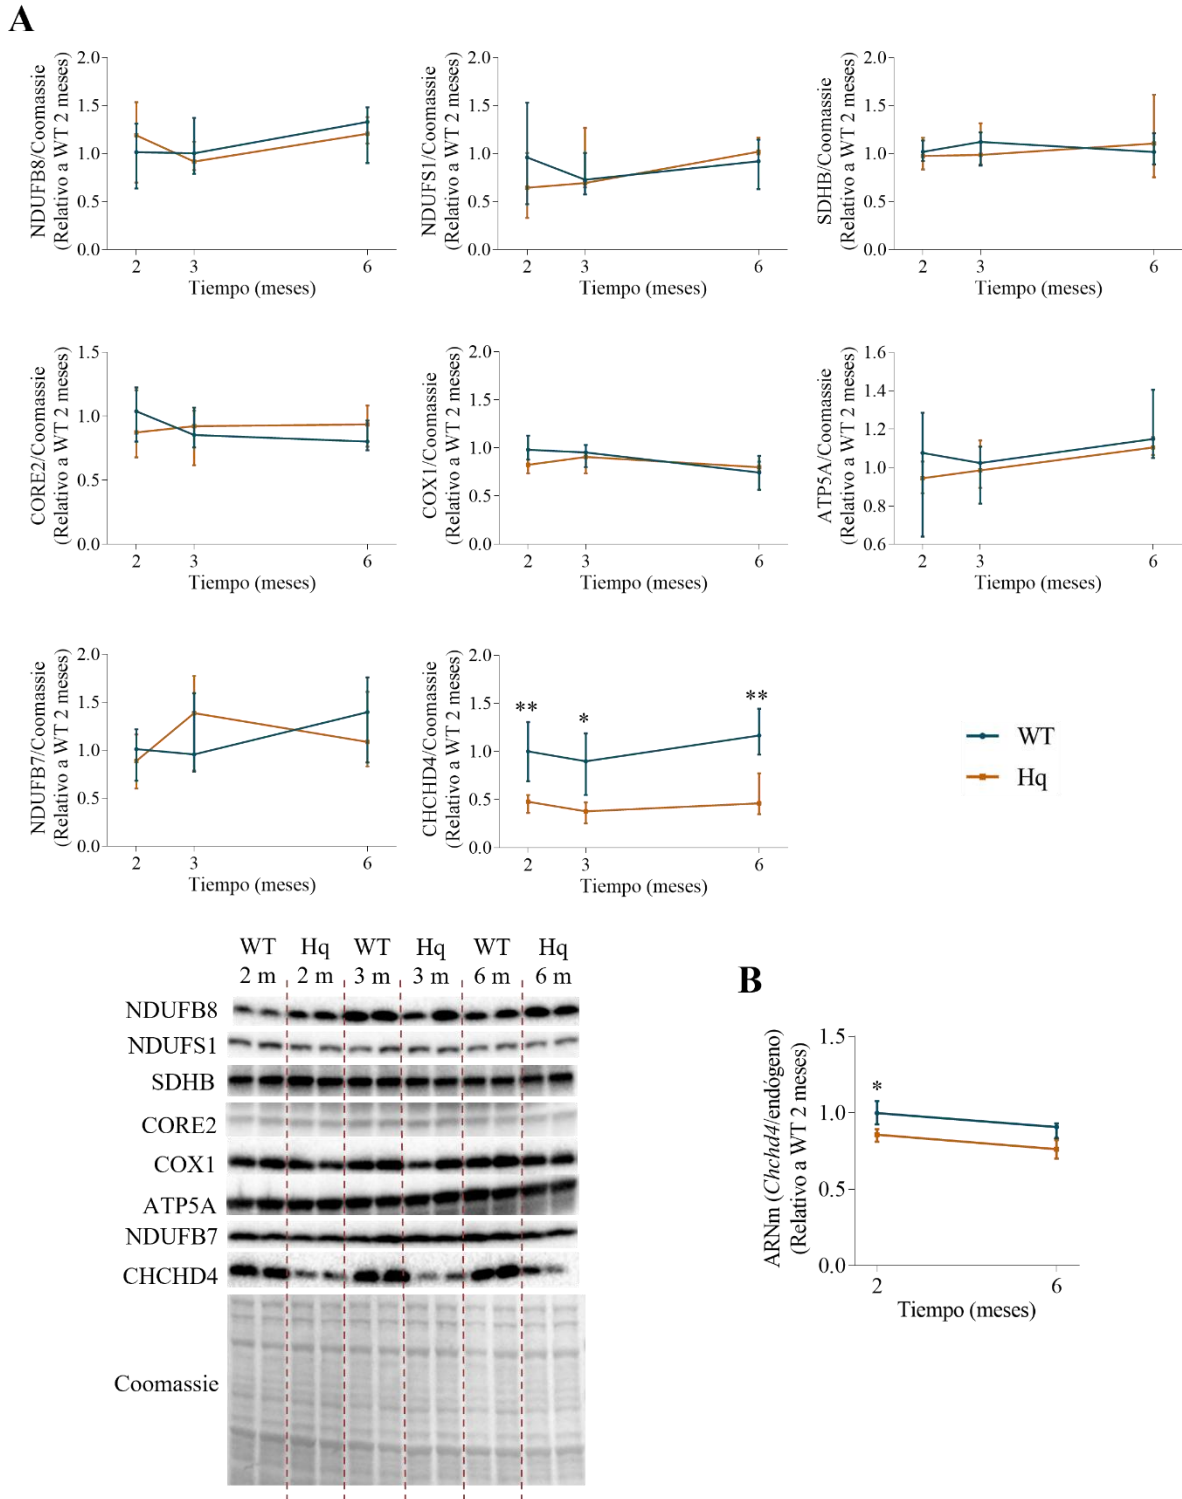 A
NDUFB8/Coomassie
(Relativo a WT 2 meses)
2.0
1.5
1.0
0.5
0.0
2 3 6
Tiempo (meses)
NDUFS1/Coomassie
(Relativo a WT 2 meses)
2.0
1.5
1.0
0.5
0.0
2 3 6
Tiempo (meses)
SDHB/Coomassie
(Relativo a WT 2 meses)
2.0
1.5
1.0
0.5
0.0
2 3 6
Tiempo (meses)
CORE2/Coomassie
(Relativo a WT 2 meses)
1.5
1.0
0.5
0.0
2 3 6
Tiempo (meses)
COX1/Coomassie
(Relativo a WT 2 meses)
2.0
1.5
1.0
0.5
0.0
2 3 6
Tiempo (meses)
ATP5A/Coomassie
(Relativo a WT 2 meses)
1.6
1.4
1.2
1.0
0.8
0.6
2 3 6
Tiempo (meses)
NDUFB7/Coomassie
(Relativo a WT 2 meses)
2.0
1.5
1.0
0.5
0.0
2 3 6
Tiempo (meses)
CHCHD4/Coomassie
(Relativo a WT 2 meses)
2.0
1.5
1.0
0.5
0.0
** * **
2 3 6
Tiempo (meses)
WT
Hq
WT Hq WT Hq WT Hq
2 m 2 m 3 m 3 m 6 m 6 m
NDUFB8
NDUFS1
SDHB
CORE2
COX1
ATP5A
NDUFB7
CHCHD4
Coomassie
B
ARNm (Chchd4/endógeno)
(Relativo a WT 2 meses)
1.5
1.0
0.5
0.0
*
2 6
Tiempo (meses)